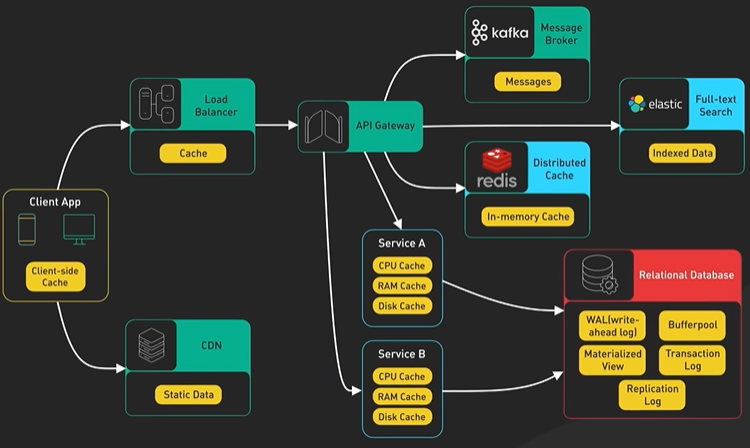 kafka
Message
Broker
Messages
Load
Balancer
Cache
API Gateway
elastic
Full-text
Search
Indexed Data
redis
Distributed
Cache
In-memory Cache
Client App
Client-side
Cache
Service A
CPU Cache
RAM Cache
Disk Cache
Relational Database
WAL(write-
ahead log)
Bufferpool
Materialized
View
Transaction
Log
Replication
Log
CDN
Static Data
Service B
CPU Cache
RAM Cache
Disk Cache